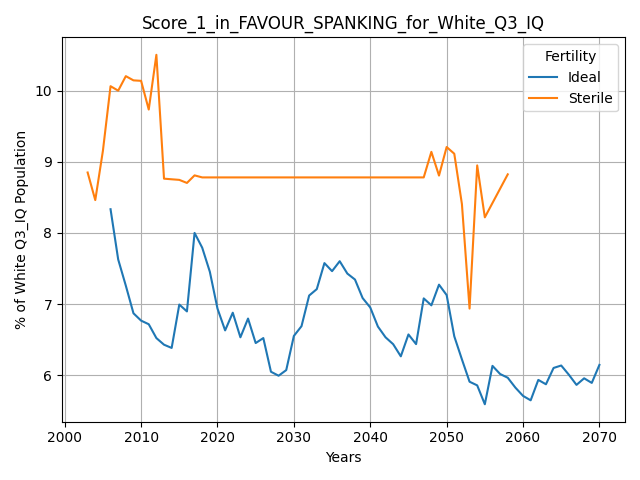 Score_1_in_FAVOUR_SPANKING_for_White_Q3_IQ
Fertility
Ideal
Sterile
% of White Q3_IQ Population
10
9
8
7
6
2000 2010 2020 2030 2040 2050 2060 2070
Years